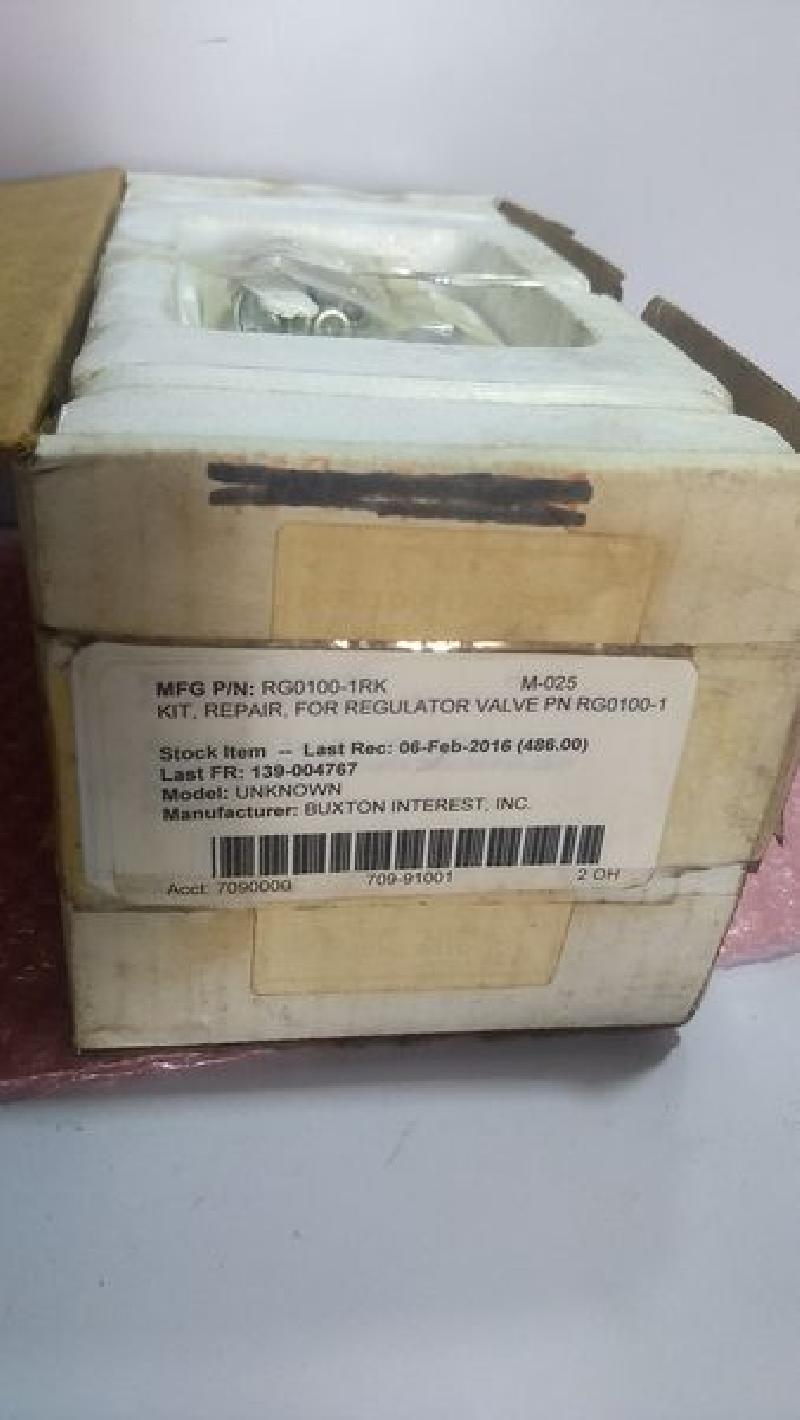 MFG P/N: RG0100-1RK M-025
KIT, REPAIR, FOR REGULATOR VALVE PN RG0100-1
Stock Item -- Last Rec: 06-Feb-2016 (486.00)
Last FR: 139-004767
Model: UNKNOWN
Manufacturer: BUXTON INTEREST, INC.
Acct: 7090000 709-91001 2 OH